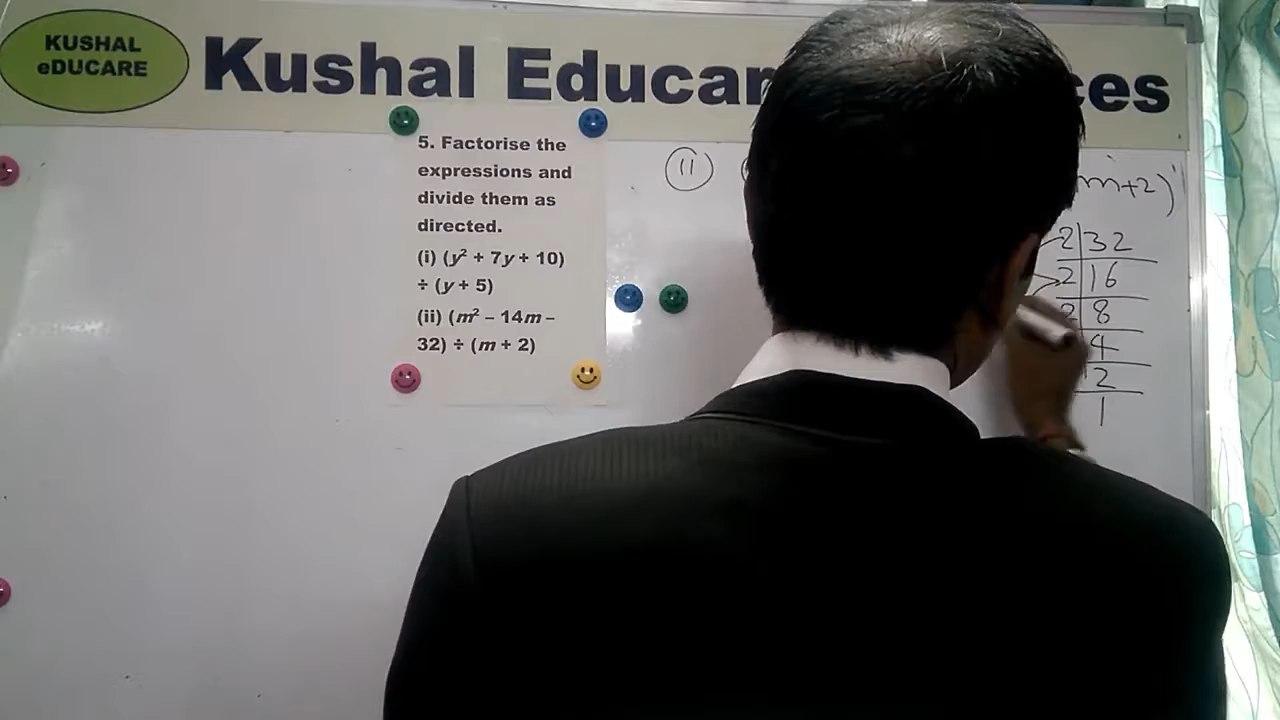 KUSHAL
eDUCARE
Kushal Educar
ces
5. Factorise the
expressions and
divide them as
directed.
(i) (y² + 7y + 10)
÷ (y + 5)
(ii) (m² – 14m –
32) ÷ (m + 2)
(ii)
m+2)
2|32
2|16
2|8
4
2
1